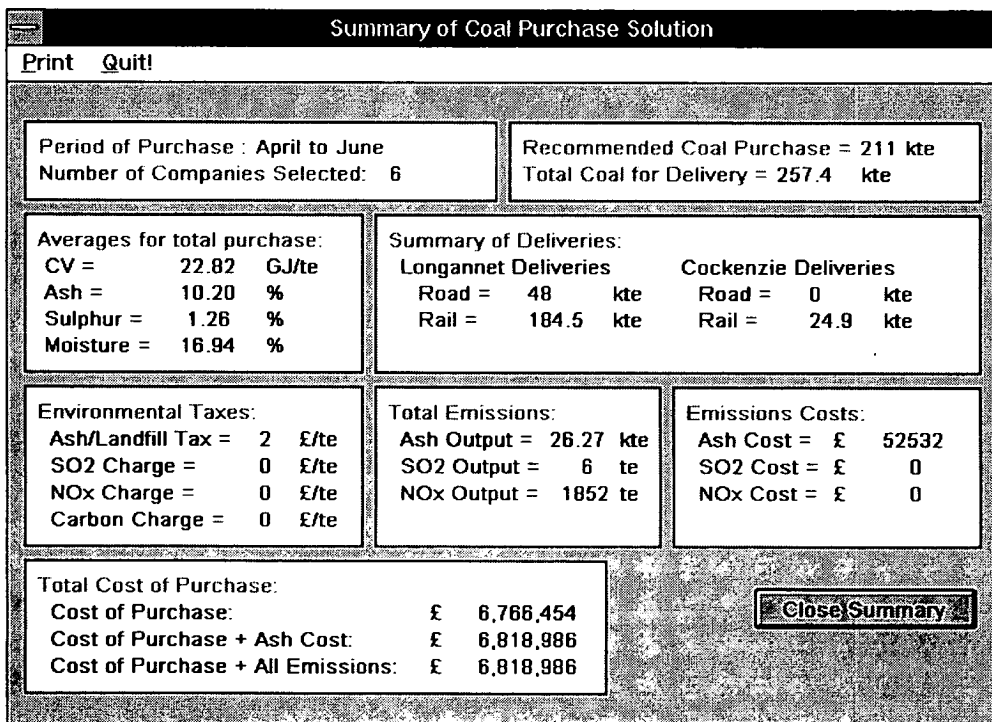 Summary of Coal Purchase Solution
Print Quit!
Period of Purchase : April to June
Number of Companies Selected: 6
Recommended Coal Purchase = 211 kte
Total Coal for Delivery = 257.4 kte
Averages for total purchase:
CV = 22.82 GJ/te
Ash = 10.20 %
Sulphur = 1.26 %
Moisture = 16.94 %
Summary of Deliveries:
Longannet Deliveries Cockenzie Deliveries
Road = 48 kte Road = 0 kte
Rail = 184.5 kte Rail = 24.9 kte
Environmental Taxes:
Ash/Landfill Tax = 2 £/te
SO2 Charge = 0 £/te
NOx Charge = 0 £/te
Carbon Charge = 0 £/te
Total Emissions:
Ash Output = 26.27 kte
SO2 Output = 6 te
NOx Output = 1852 te
Emissions Costs:
Ash Cost = £ 52532
SO2 Cost = £ 0
NOx Cost = £ 0
Total Cost of Purchase:
Cost of Purchase: £ 6,766,454
Cost of Purchase + Ash Cost: £ 6,818,986
Cost of Purchase + All Emissions: £ 6,818,986
Close Summary